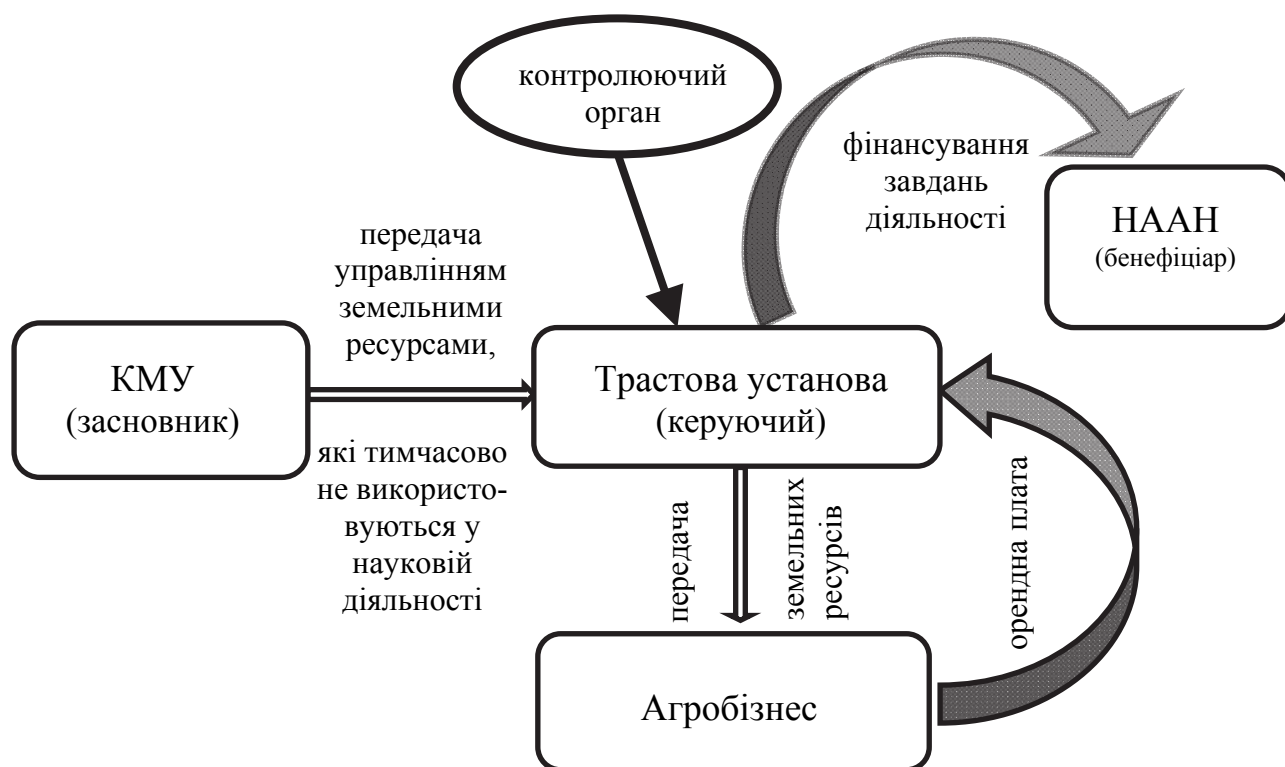 контролюючий
орган
фінансування
завдань
діяльності
НААН
(бенефіціар)
передача
управлінням
земельними
ресурсами,
КМУ
(засновник)
Трастова установа
(керуючий)
які тимчасово
не використо-
вуються у
науковій
діяльності
передача
земельних
ресурсів
орендна плата
Агробізнес